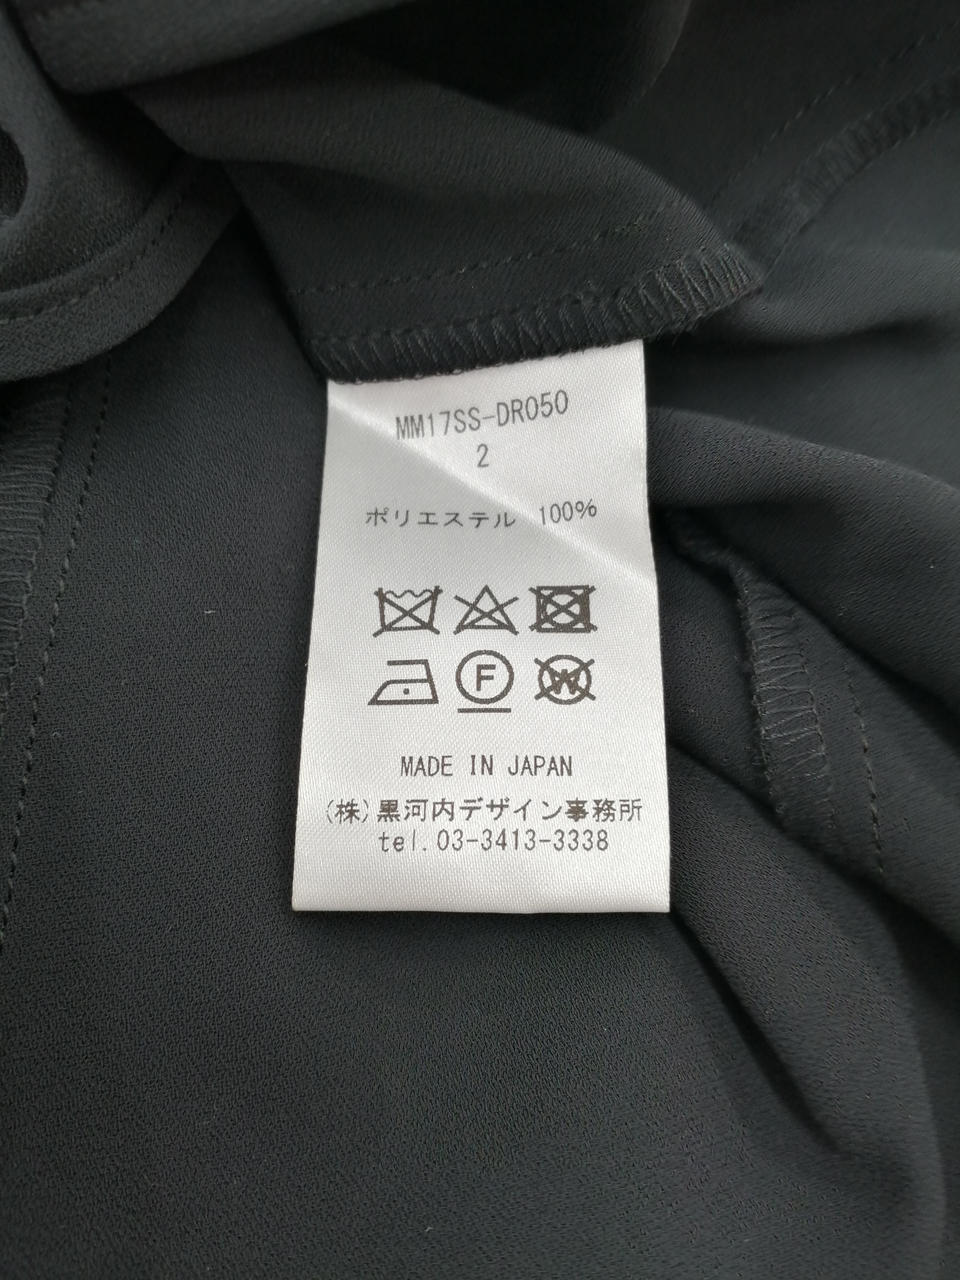 MM17SS-DR050
2
ポリエステル 100%
F W
MADE IN JAPAN
(株)黒河内デザイン事務所
tel.03-3413-3338